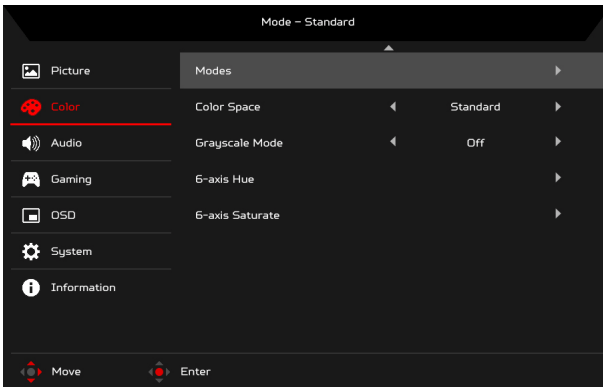 Mode – Standard
Picture
Color
Audio
Gaming
OSD
System
Information
Modes
Color Space Standard
Grayscale Mode Off
6-axis Hue
6-axis Saturate
Move Enter